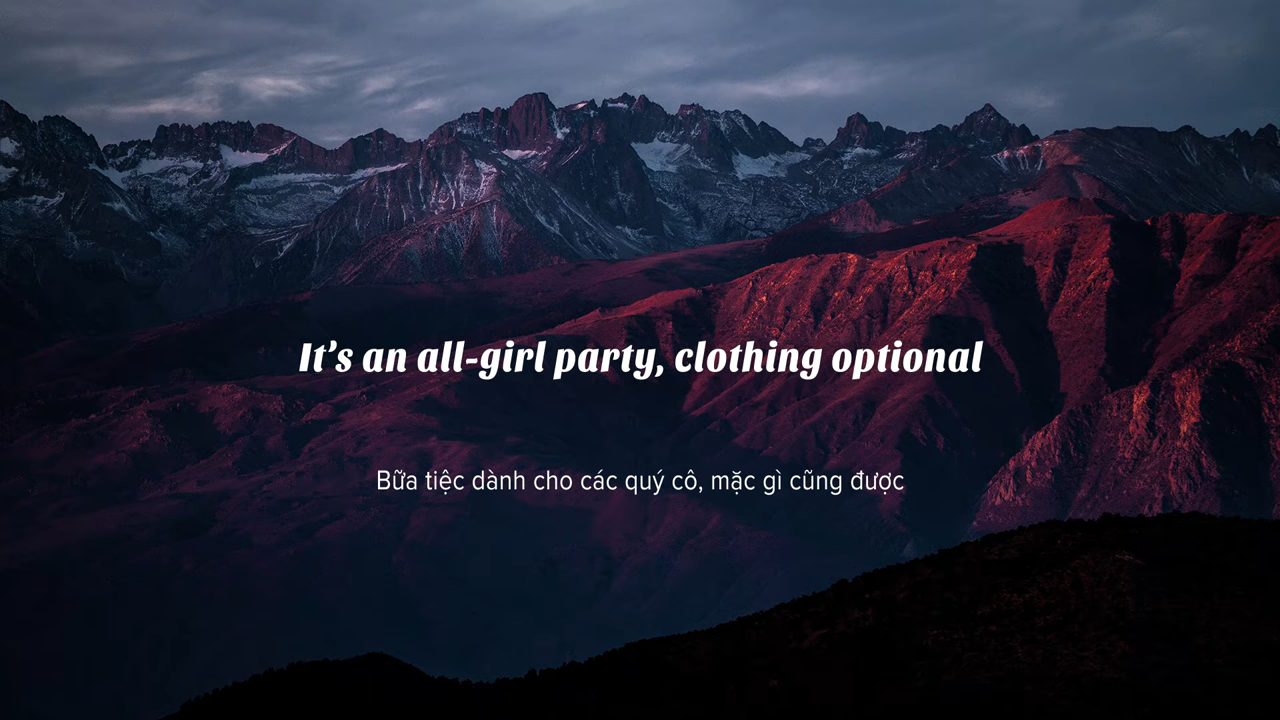 It’s an all-girl party, clothing optional
Bữa tiệc dành cho các quý cô, mặc gì cũng được